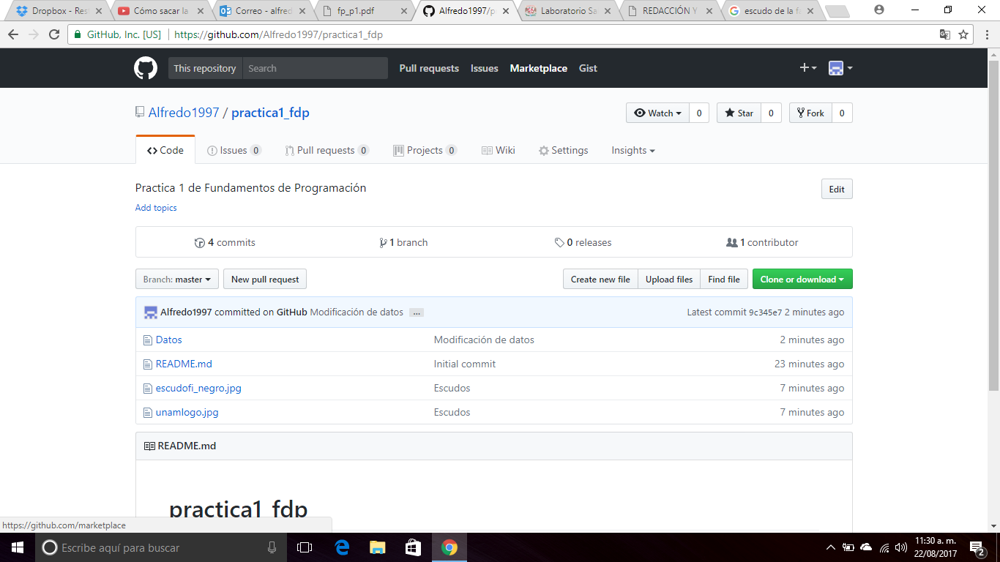 Dropbox - Res
Cómo sacar la
Correo - alfred
fp_p1.pdf
Alfredo1997/p
Laboratorio Sa
REDACCIÓN Y
escudo de la fa
GitHub, Inc. [US] https://github.com/Alfredo1997/practica1_fdp
This repository Search Pull requests Issues Marketplace Gist
Alfredo1997 / practica1_fdp
Watch 0 Star 0 Fork 0
Code Issues 0 Pull requests 0 Projects 0 Wiki Settings Insights
Practica 1 de Fundamentos de Programación
Edit
Add topics
4 commits 1 branch 0 releases 1 contributor
Branch: master New pull request Create new file Upload files Find file Clone or download
Alfredo1997 committed on GitHub Modificación de datos ... Latest commit 9c345e7 2 minutes ago
Datos Modificación de datos 2 minutes ago
README.md Initial commit 23 minutes ago
escudofi_negro.jpg Escudos 7 minutes ago
unamlogo.jpg Escudos 7 minutes ago
README.md
practica1_fdp
https://github.com/marketplace
Escribe aquí para buscar
11:30 a. m.
22/08/2017
2